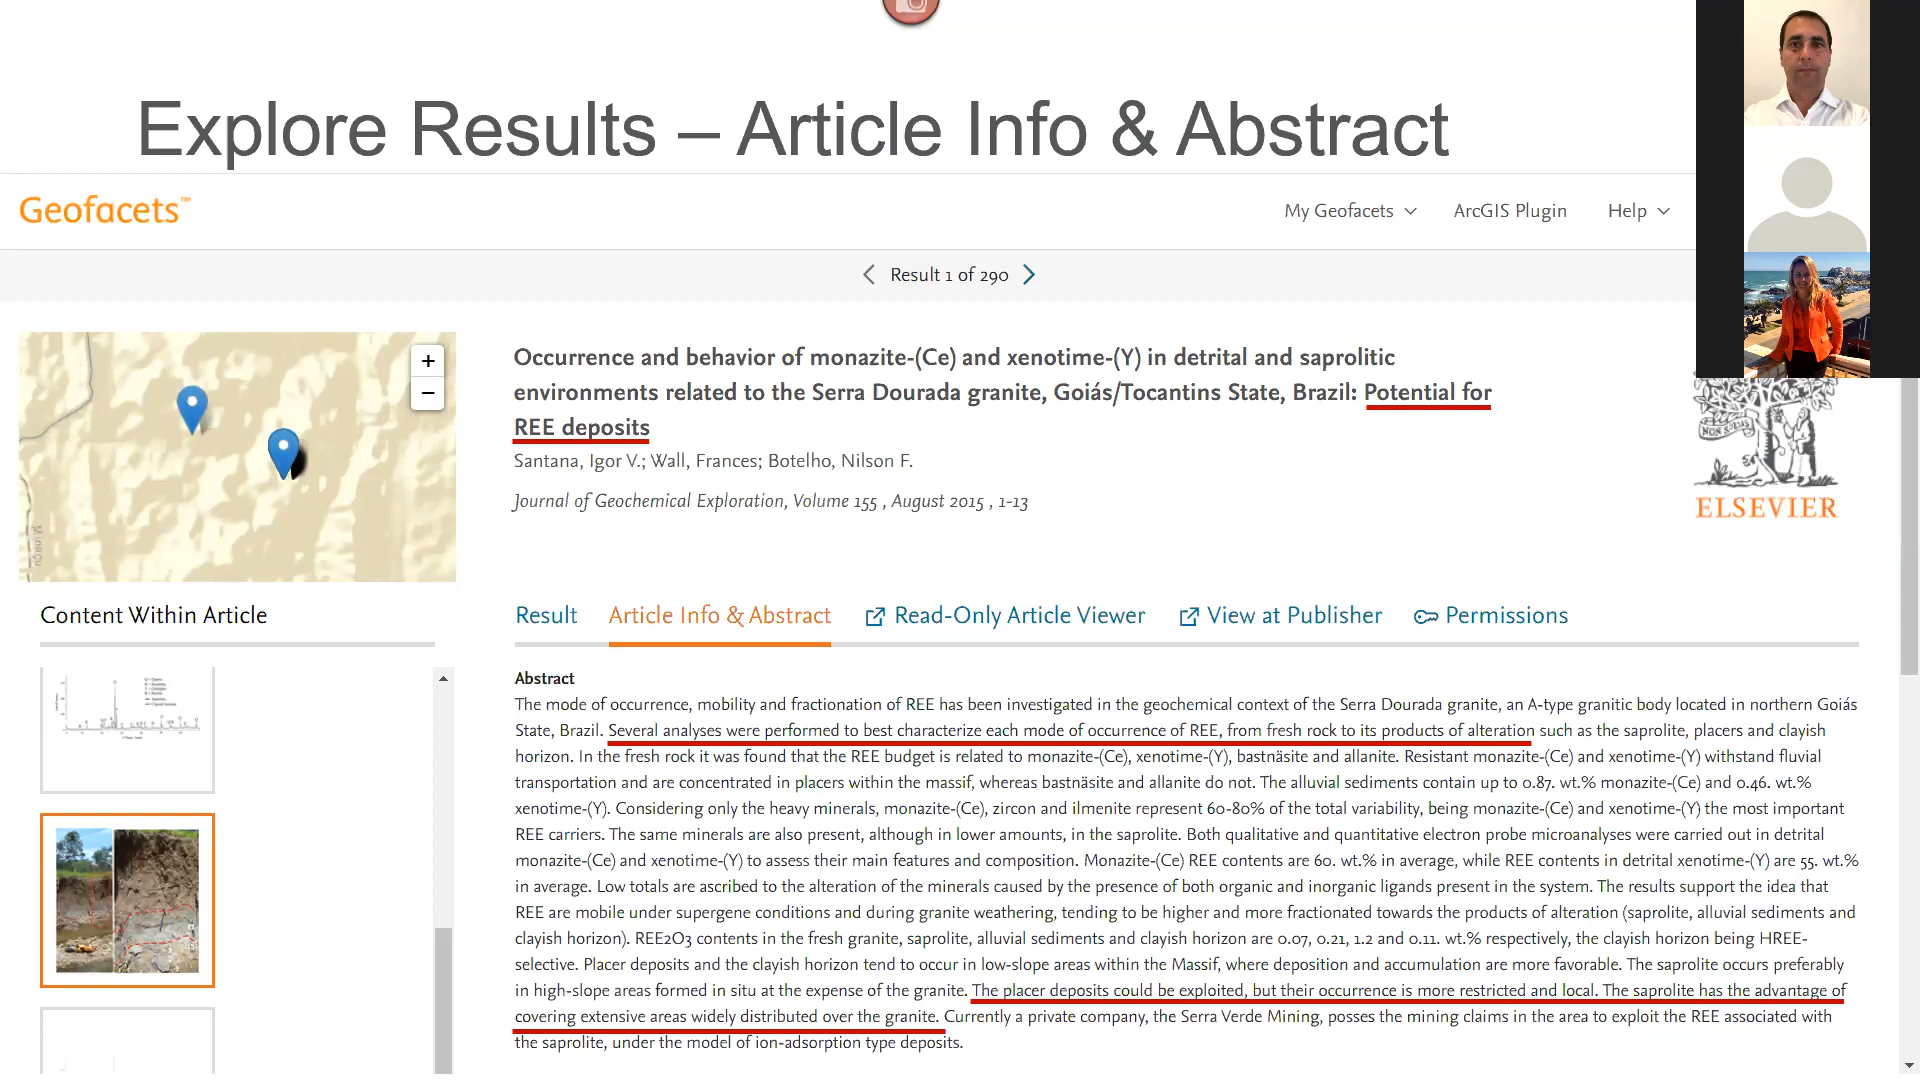 Explore Results – Article Info & Abstract
Geofacets™
My Geofacets
ArcGIS Plugin
Help
Result 1 of 290
Occurrence and behavior of monazite-(Ce) and xenotime-(Y) in detrital and saprolitic
environments related to the Serra Dourada granite, Goiás/Tocantins State, Brazil: Potential for
REE deposits
Santana, Igor V.; Wall, Frances; Botelho, Nilson F.
Journal of Geochemical Exploration, Volume 155 , August 2015 , 1-13
NON SOLUS
ELSEVIER
Content Within Article
Result
Article Info & Abstract
Read-Only Article Viewer
View at Publisher
Permissions
Abstract
The mode of occurrence, mobility and fractionation of REE has been investigated in the geochemical context of the Serra Dourada granite, an A-type granitic body located in northern Goiás
State, Brazil. Several analyses were performed to best characterize each mode of occurrence of REE, from fresh rock to its products of alteration such as the saprolite, placers and clayish
horizon. In the fresh rock it was found that the REE budget is related to monazite-(Ce), xenotime-(Y), bastnäsite and allanite. Resistant monazite-(Ce) and xenotime-(Y) withstand fluvial
transportation and are concentrated in placers within the massif, whereas bastnäsite and allanite do not. The alluvial sediments contain up to 0.87. wt.% monazite-(Ce) and 0.46. wt.%
xenotime-(Y). Considering only the heavy minerals, monazite-(Ce), zircon and ilmenite represent 60-80% of the total variability, being monazite-(Ce) and xenotime-(Y) the most important
REE carriers. The same minerals are also present, although in lower amounts, in the saprolite. Both qualitative and quantitative electron probe microanalyses were carried out in detrital
monazite-(Ce) and xenotime-(Y) to assess their main features and composition. Monazite-(Ce) REE contents are 60. wt.% in average, while REE contents in detrital xenotime-(Y) are 55. wt.%
in average. Low totals are ascribed to the alteration of the minerals caused by the presence of both organic and inorganic ligands present in the system. The results support the idea that
REE are mobile under supergene conditions and during granite weathering, tending to be higher and more fractionated towards the products of alteration (saprolite, alluvial sediments and
clayish horizon). REE2O3 contents in the fresh granite, saprolite, alluvial sediments and clayish horizon are 0.07, 0.21, 1.2 and 0.11. wt.% respectively, the clayish horizon being HREE-
selective. Placer deposits and the clayish horizon tend to occur in low-slope areas within the Massif, where deposition and accumulation are more favorable. The saprolite occurs preferably
in high-slope areas formed in situ at the expense of the granite. The placer deposits could be exploited, but their occurrence is more restricted and local. The saprolite has the advantage of
covering extensive areas widely distributed over the granite. Currently a private company, the Serra Verde Mining, posses the mining claims in the area to exploit the REE associated with
the saprolite, under the model of ion-adsorption type deposits.